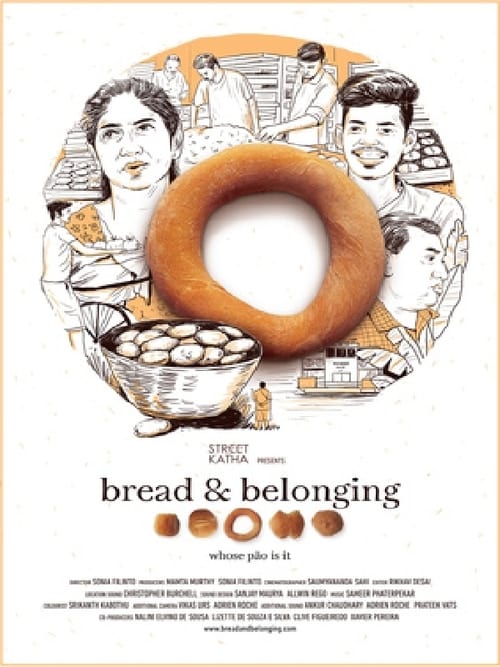 STREET
KATHA PRESENTS
bread & belonging
whose pão is it
DIRECTOR SONIA FILINTO PRODUCERS MAMTA MURTHY SONIA FILINTO CINEMATOGRAPHER SAUMYANANDA SAHI EDITOR RIKHAV DESAI
LOCATION SOUND CHRISTOPHER BURCHELL SOUND DESIGN SANJAY MAURYA ALLWIN REGO MUSIC SAMEER PHATERPEKAR
COLOURIST SRIKANTH KABOTHU ADDITIONAL CAMERA VIKAS URS ADRIEN ROCHE ADDITIONAL SOUND ANKUR CHAUDHARY ADRIEN ROCHE PRATEEN VATS
CO-PRODUCERS NALINI ELVINO DE SOUSA LIZETTE DE SOUZA E SILVA CLIVE FIGUEIREDO XAVIER PEREIRA
www.breadandbelonging.com